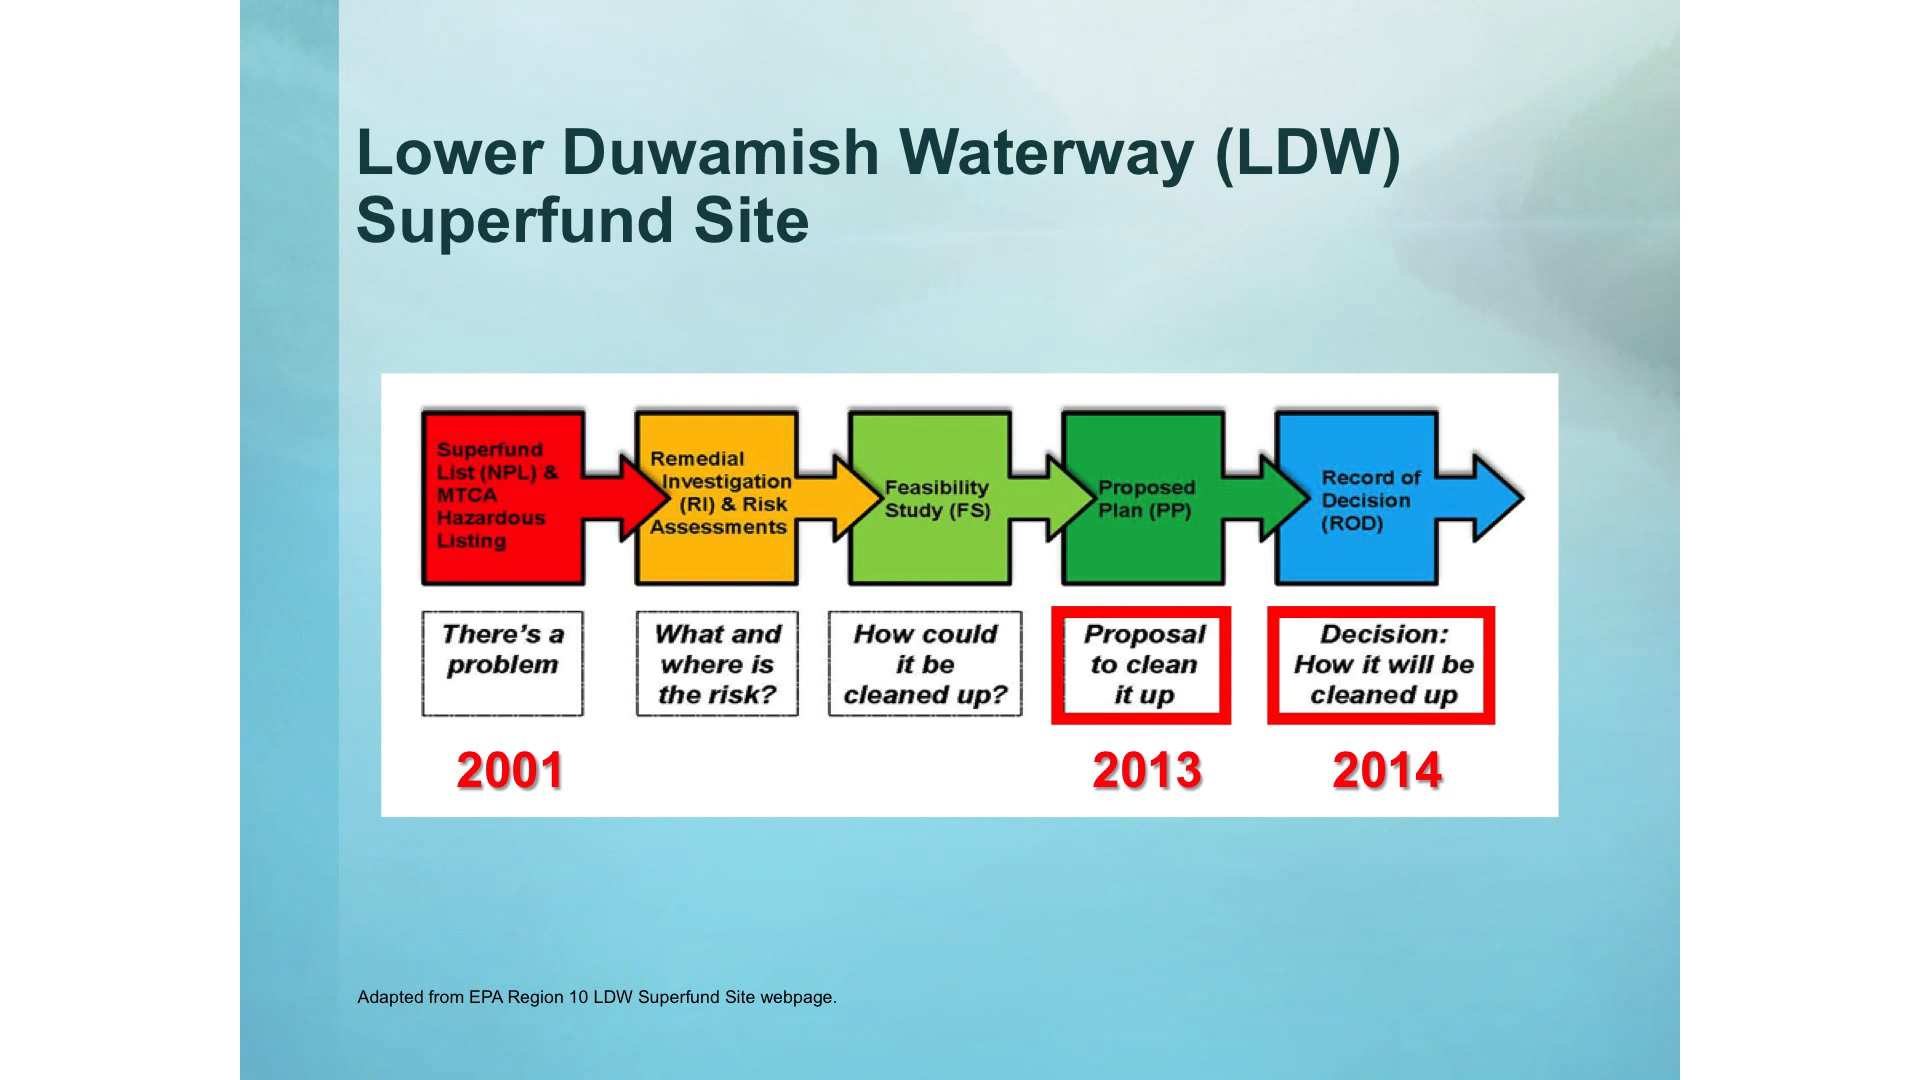 Lower Duwamish Waterway (LDW)
Superfund Site
Superfund
List (NPL) &
MTCA
Hazardous
Listing
Remedial
Investigation
(RI) & Risk
Assessments
Feasibility
Study (FS)
Proposed
Plan (PP)
Record of
Decision
(ROD)
There's a
problem
What and
where is
the risk?
How could
it be
cleaned up?
Proposal
to clean
it up
Decision:
How it will be
cleaned up
2001
2013
2014
Adapted from EPA Region 10 LDW Superfund Site webpage.